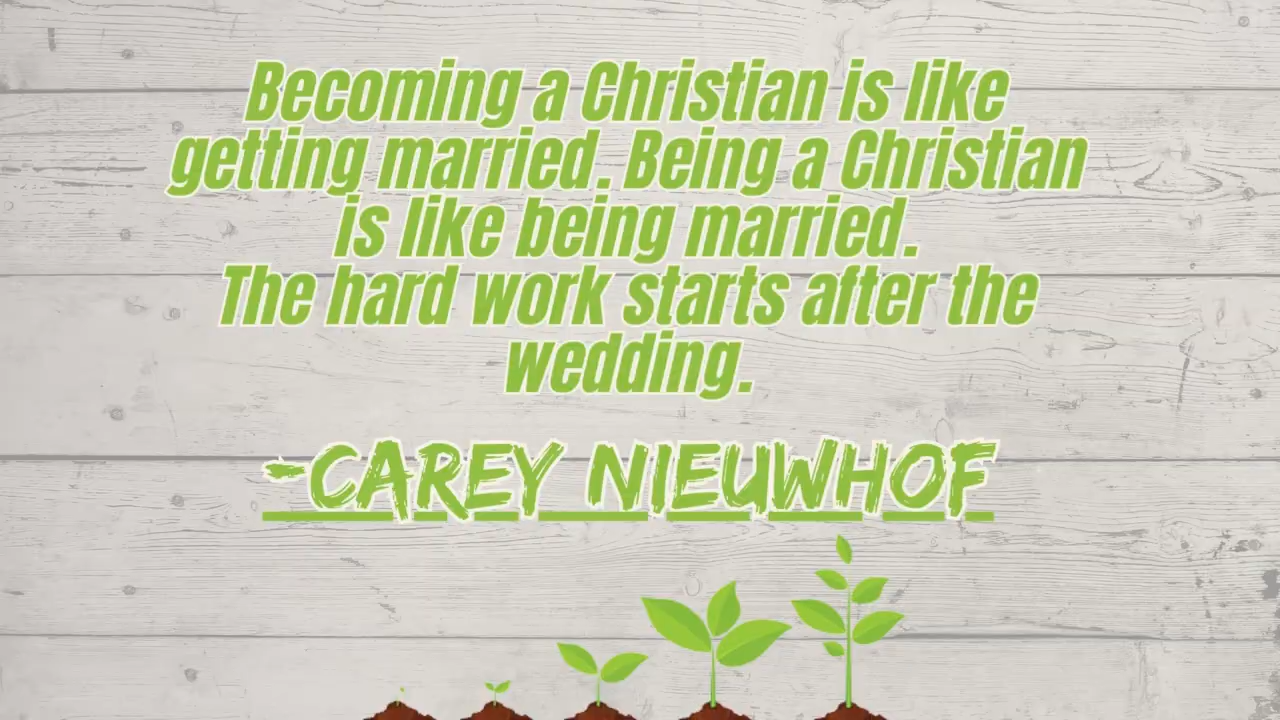 Becoming a Christian is like
getting married. Being a Christian
is like being married.
The hard work starts after the
wedding.
-CAREY NIEUWHOF